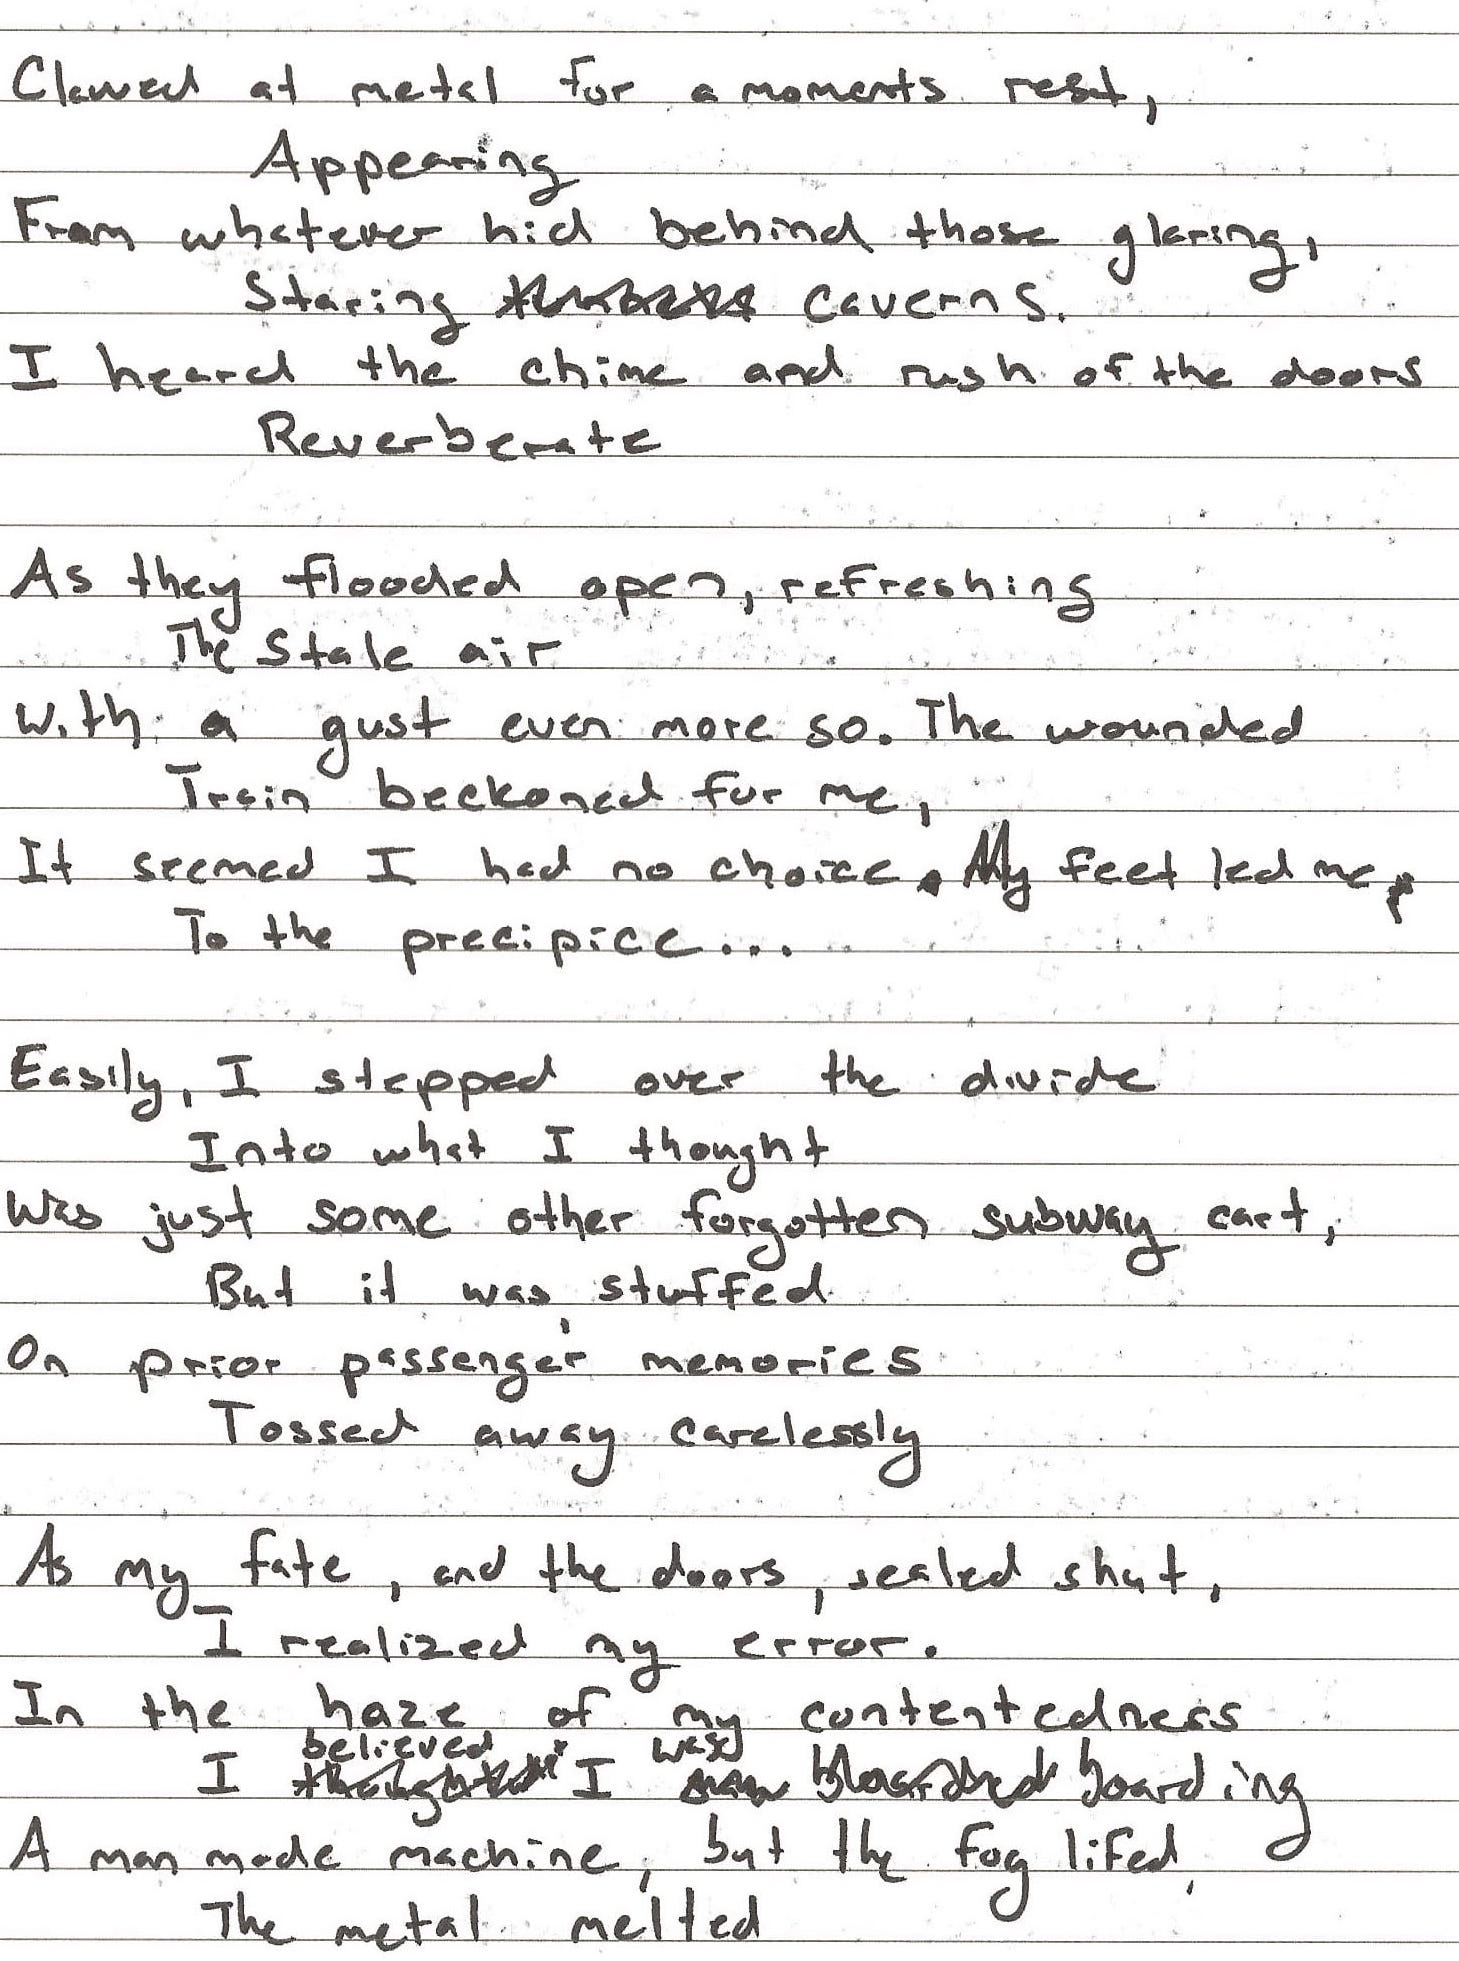 Clawed at metal for a moments rest,
Appearing
From whatever hid behind those glaring,
Staring caverns.
I heard the chime and rush of the doors
Reverberate
As they flooded open, refreshing
The Stale air
With a gust even more so. The wounded
Train beckoned for me,
It seemed I had no choice. My feet led me,
To the precipice...
Easily, I stepped over the divide
Into what I thought
Was just some other forgotten subway cart,
But it was stuffed
On prior passenger memories
Tossed away carelessly
As my fate, and the doors, sealed shut,
I realized my error.
In the haze of my contentedness
I believed I was boarding
A man made machine, but the fog lifed,
The metal melted